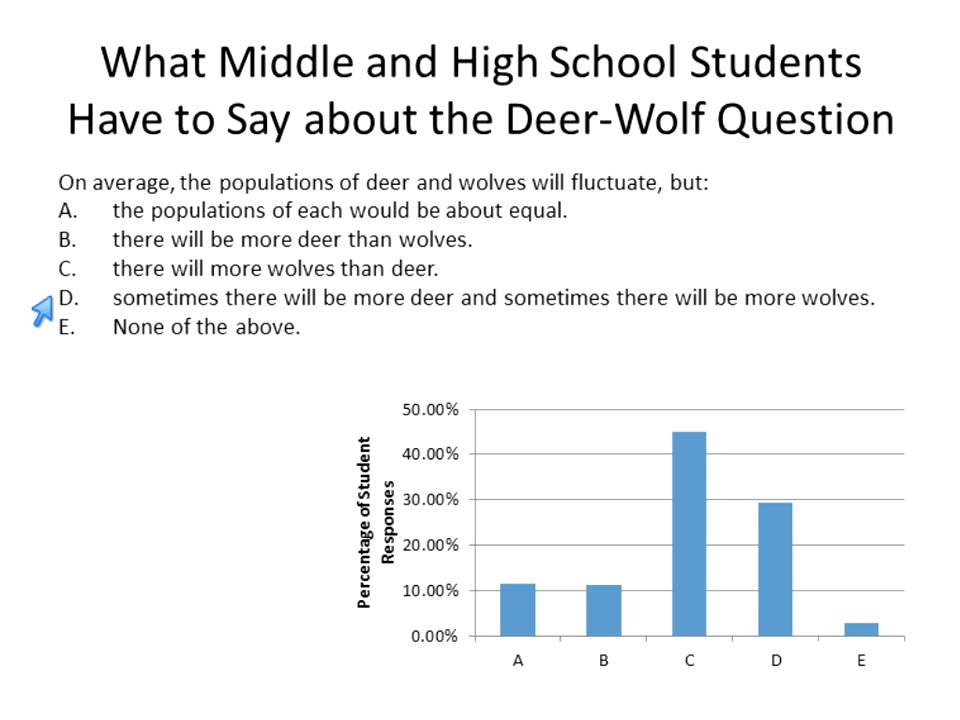 What Middle and High School Students
Have to Say about the Deer-Wolf Question
On average, the populations of deer and wolves will fluctuate, but:
A. the populations of each would be about equal.
B. there will be more deer than wolves.
C. there will more wolves than deer.
D. sometimes there will be more deer and sometimes there will be more wolves.
E. None of the above.
Percentage of Student
Responses
50.00%
40.00%
30.00%
20.00%
10.00%
0.00%
A B C D E